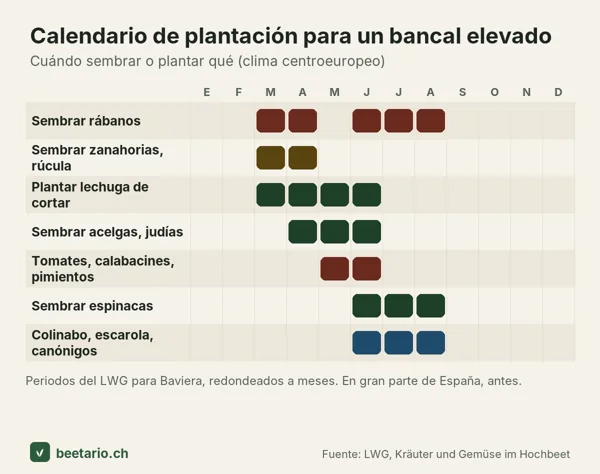 Calendario de plantación para un bancal elevado
Cuándo sembrar o plantar qué (clima centroeuropeo)
E F M A M J J A S O N D
Sembrar rábanos
Sembrar zanahorias,
rúcula
Plantar lechuga de
cortar
Sembrar acelgas, judías
Tomates, calabacines,
pimientos
Sembrar espinacas
Colinabo, escarola,
canónigos
Periodos del LWG para Baviera, redondeados a meses. En gran parte de España, antes.
beetario.ch
Fuente: LWG, Kräuter und Gemüse im Hochbeet